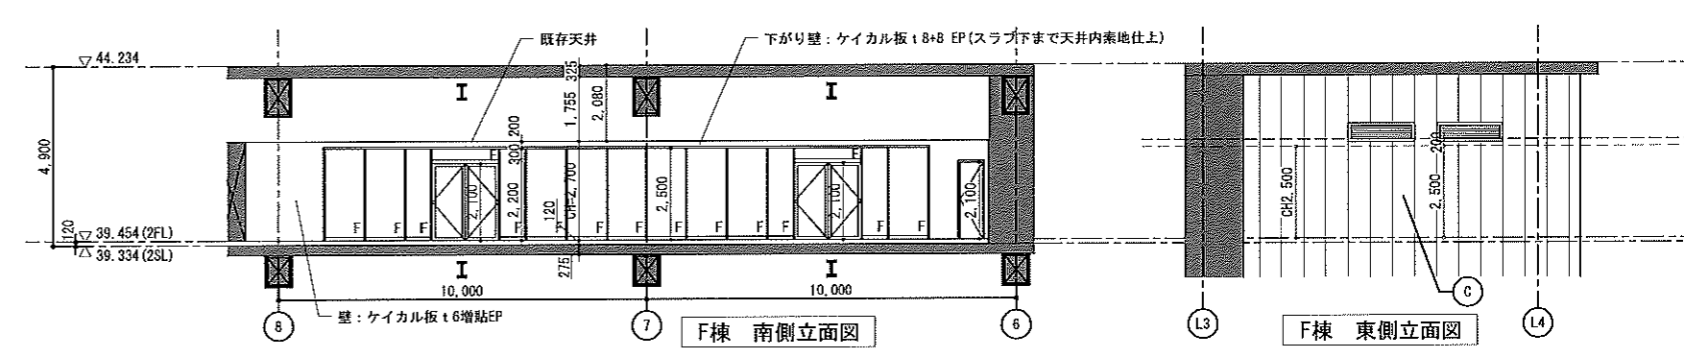 既存天井
下がり壁：ケイカル板 t 8+8 EP(スラブ下まで天井内素地仕上)
44.234
325
1,755
2,080
200
300
4,900
2,100
2,200
120
CH=2,700
2,500
2,100
2,100
F F F F F F F F F F F F F
120
39.454(2FL)
39.334(2SL)
275
10,000
10,000
壁：ケイカル板 t 6増貼EP
8
7
6
F棟 南側立面図
200
CH2,500
2,500
C
L3
L4
F棟 東側立面図